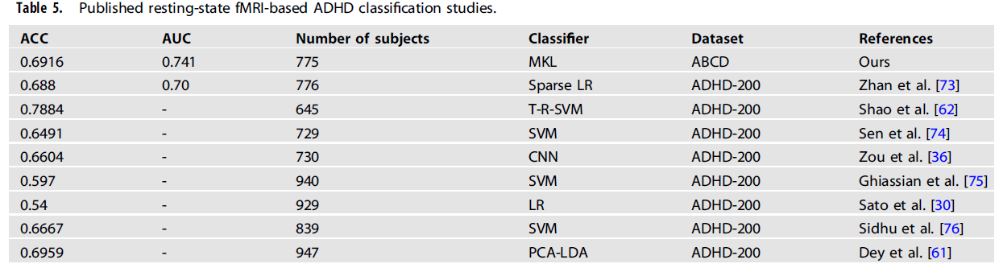 Table 5. Published resting-state fMRI-based ADHD classification studies.
ACC AUC Number of subjects Classifier Dataset References
0.6916 0.741 775 MKL ABCD Ours
0.688 0.70 776 Sparse LR ADHD-200 Zhan et al. [73]
0.7884 - 645 T-R-SVM ADHD-200 Shao et al. [62]
0.6491 - 729 SVM ADHD-200 Sen et al. [74]
0.6604 - 730 CNN ADHD-200 Zou et al. [36]
0.597 - 940 SVM ADHD-200 Ghiassian et al. [75]
0.54 - 929 LR ADHD-200 Sato et al. [30]
0.6667 - 839 SVM ADHD-200 Sidhu et al. [76]
0.6959 - 947 PCA-LDA ADHD-200 Dey et al. [61]